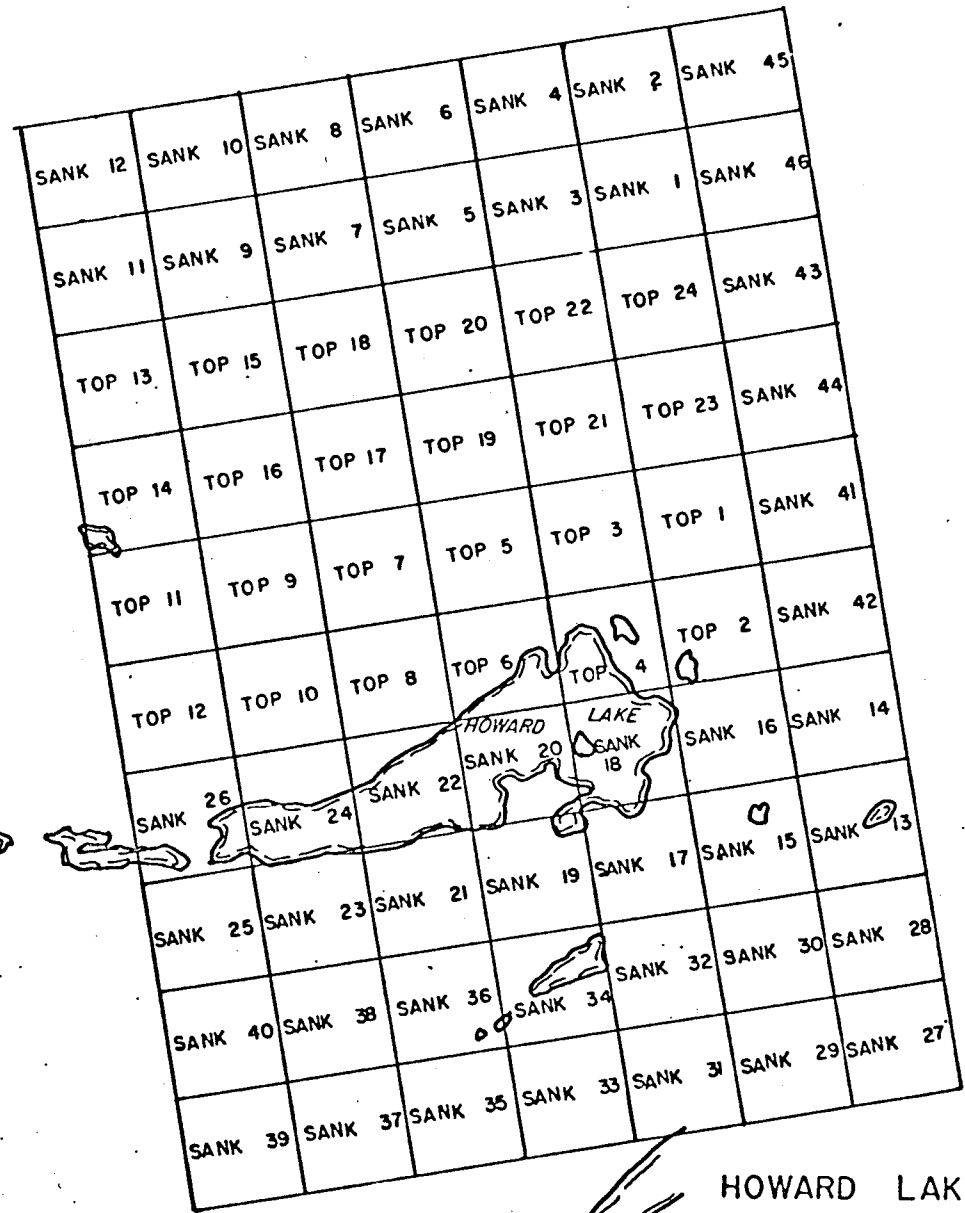 SANK 12 SANK 10 SANK 8 SANK 6 SANK 4 SANK 2 SANK 45
SANK 11 SANK 9 SANK 7 SANK 5 SANK 3 SANK 1 SANK 46
TOP 13 TOP 15 TOP 18 TOP 20 TOP 22 TOP 24 SANK 43
TOP 14 TOP 16 TOP 17 TOP 19 TOP 21 TOP 23 SANK 44
TOP 11 TOP 9 TOP 7 TOP 5 TOP 3 TOP 1 SANK 41
TOP 12 TOP 10 TOP 8 TOP 6 TOP 4 TOP 2 SANK 42
HOWARD LAKE
SANK 26 SANK 24 SANK 22 SANK 20 SANK 18 SANK 16 SANK 14
SANK 25 SANK 23 SANK 21 SANK 19 SANK 17 SANK 15 SANK 13
SANK 40 SANK 38 SANK 36 SANK 34 SANK 32 SANK 30 SANK 28
SANK 39 SANK 37 SANK 35 SANK 33 SANK 31 SANK 29 SANK 27
HOWARD LAK